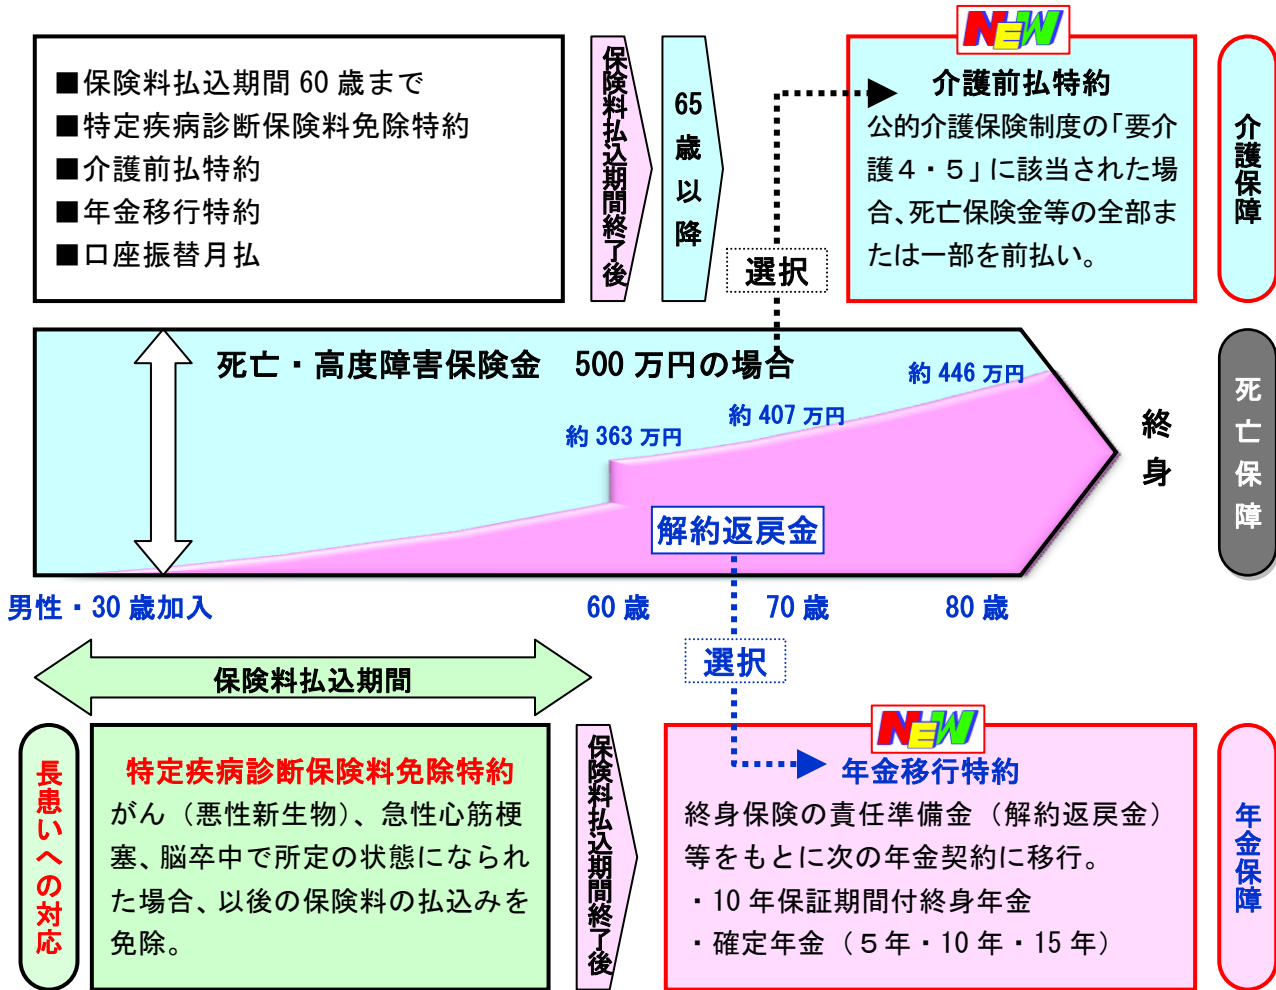 ■保険料払込期間 60 歳まで
■特定疾病診断保険料免除特約
■介護前払特約
■年金移行特約
■口座振替月払
保険料払込期間終了後
65歳以降
選択
NEW
介護前払特約
公的介護保険制度の「要介
護４・５」に該当された場
合、死亡保険金等の全部ま
たは一部を前払い。
介護保障
死亡・高度障害保険金　500 万円の場合
約 363 万円
約 407 万円
約 446 万円
解約返戻金
終身
死亡保障
男性・30 歳加入
60 歳
70 歳
80 歳
保険料払込期間
選択
長患いへの対応
特定疾病診断保険料免除特約
がん（悪性新生物）、急性心筋梗
塞、脳卒中で所定の状態になられ
た場合、以後の保険料の払込みを
免除。
保険料払込期間終了後
NEW
年金移行特約
終身保険の責任準備金（解約返戻金）
等をもとに次の年金契約に移行。
・10 年保証期間付終身年金
・確定年金（５年・10 年・15 年）
年金保障